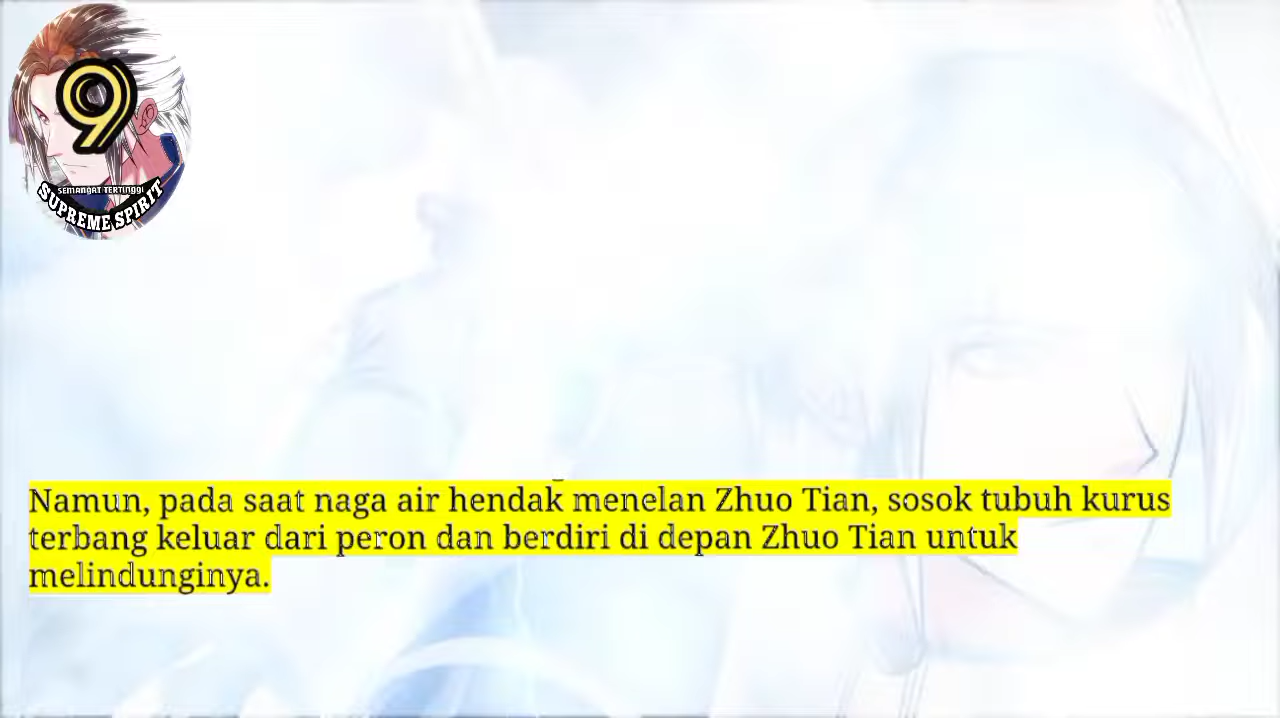 9
SEMANGAT TERTINGGI
SUPREME SPIRIT
Namun, pada saat naga air hendak menelan Zhuo Tian, sosok tubuh kurus
terbang keluar dari peron dan berdiri di depan Zhuo Tian untuk
melindunginya.